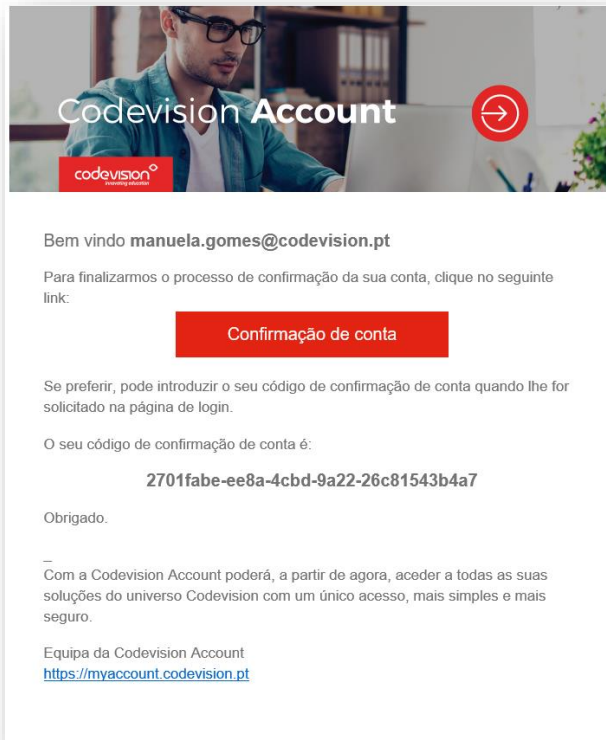 Codevision Account
codevision
innovating education
Bem vindo manuela.gomes@codevision.pt
Para finalizarmos o processo de confirmação da sua conta, clique no seguinte
link:
Confirmação de conta
Se preferir, pode introduzir o seu código de confirmação de conta quando lhe for
solicitado na página de login.
O seu código de confirmação de conta é:
2701fabe-ee8a-4cbd-9a22-26c81543b4a7
Obrigado.
_
Com a Codevision Account poderá, a partir de agora, aceder a todas as suas
soluções do universo Codevision com um único acesso, mais simples e mais
seguro.
Equipa da Codevision Account
https://myaccount.codevision.pt